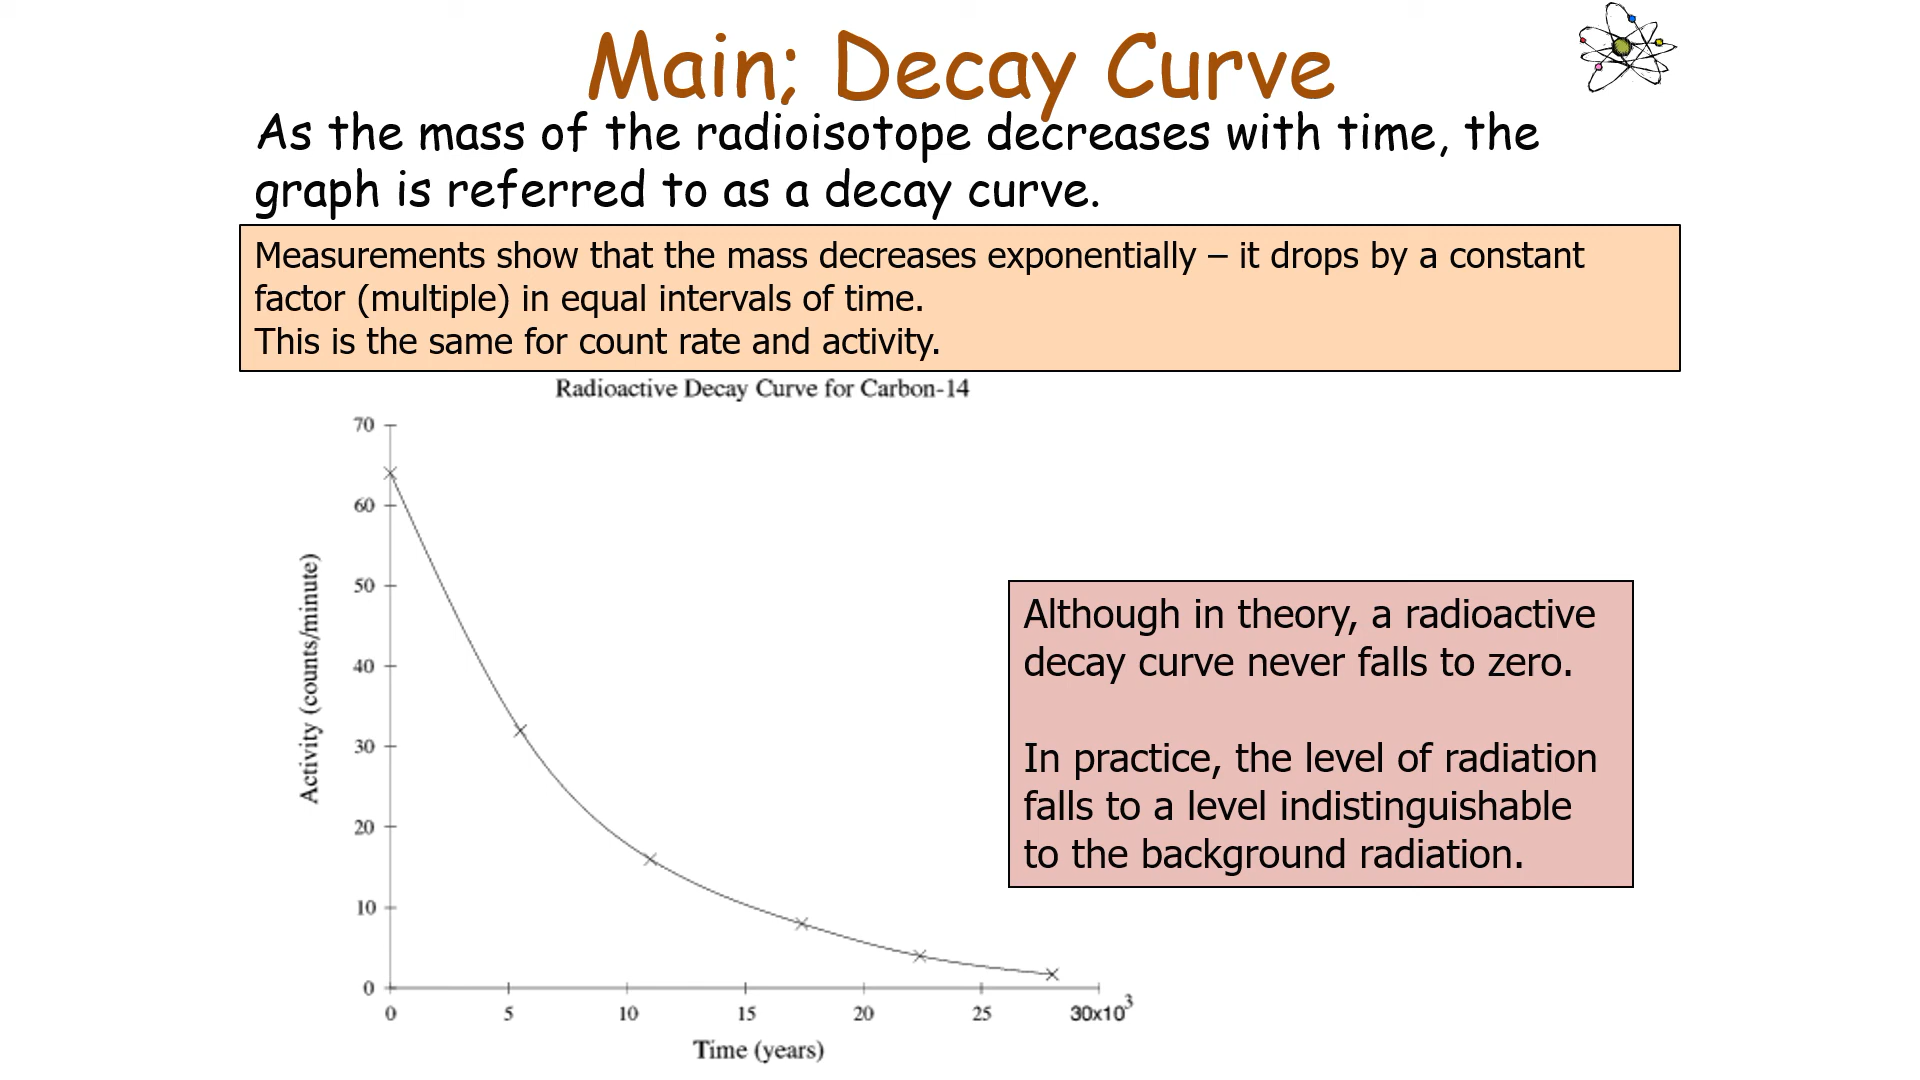 Main; Decay Curve
As the mass of the radioisotope decreases with time, the
graph is referred to as a decay curve.
Measurements show that the mass decreases exponentially – it drops by a constant
factor (multiple) in equal intervals of time.
This is the same for count rate and activity.
Radioactive Decay Curve for Carbon-14
70
60
50
40
30
20
10
0
Activity (counts/minute)
0 5 10 15 20 25 30x10³
Time (years)
Although in theory, a radioactive
decay curve never falls to zero.
In practice, the level of radiation
falls to a level indistinguishable
to the background radiation.